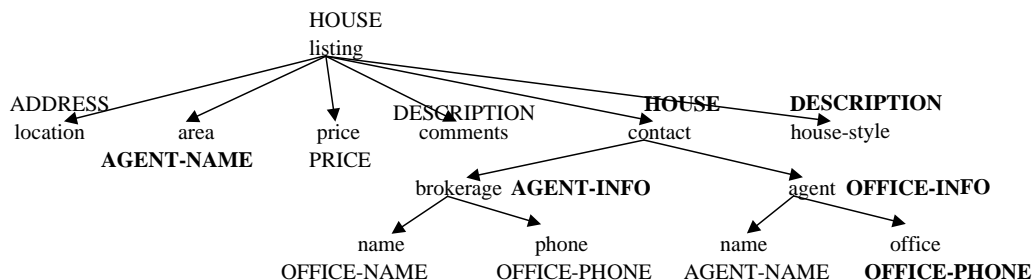 HOUSE
listing
ADDRESS DESCRIPTION HOUSE DESCRIPTION
location area price comments contact house-style
AGENT-NAME PRICE
brokerage AGENT-INFO agent OFFICE-INFO
name phone name office
OFFICE-NAME OFFICE-PHONE AGENT-NAME OFFICE-PHONE